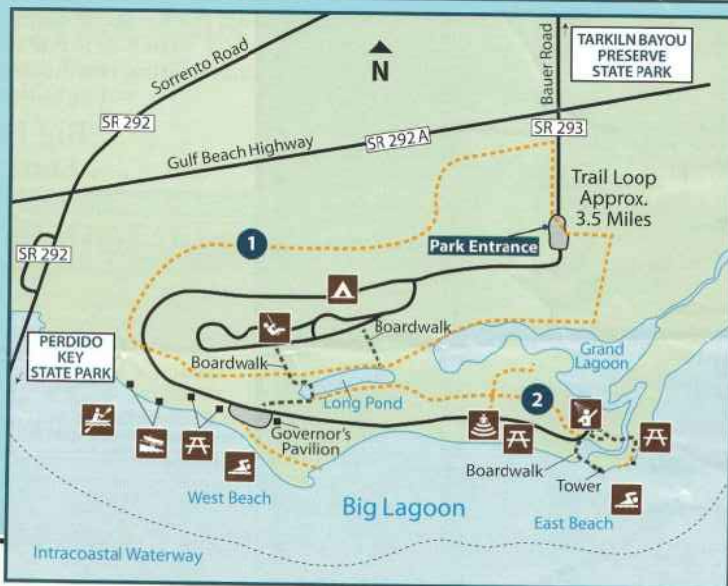 Sorrento Road
SR 292
N
Bauer Road
TARKILN BAYOU
PRESERVE
STATE PARK
Gulf Beach Highway
SR 292 A
SR 293
Trail Loop
Approx.
3.5 Miles
1
Park Entrance
SR 292
PERDIDO
KEY
STATE PARK
Boardwalk
Boardwalk
Grand
Lagoon
Long Pond
2
Governor's
Pavilion
Boardwalk
Tower
West Beach
Big Lagoon
East Beach
Intracoastal Waterway